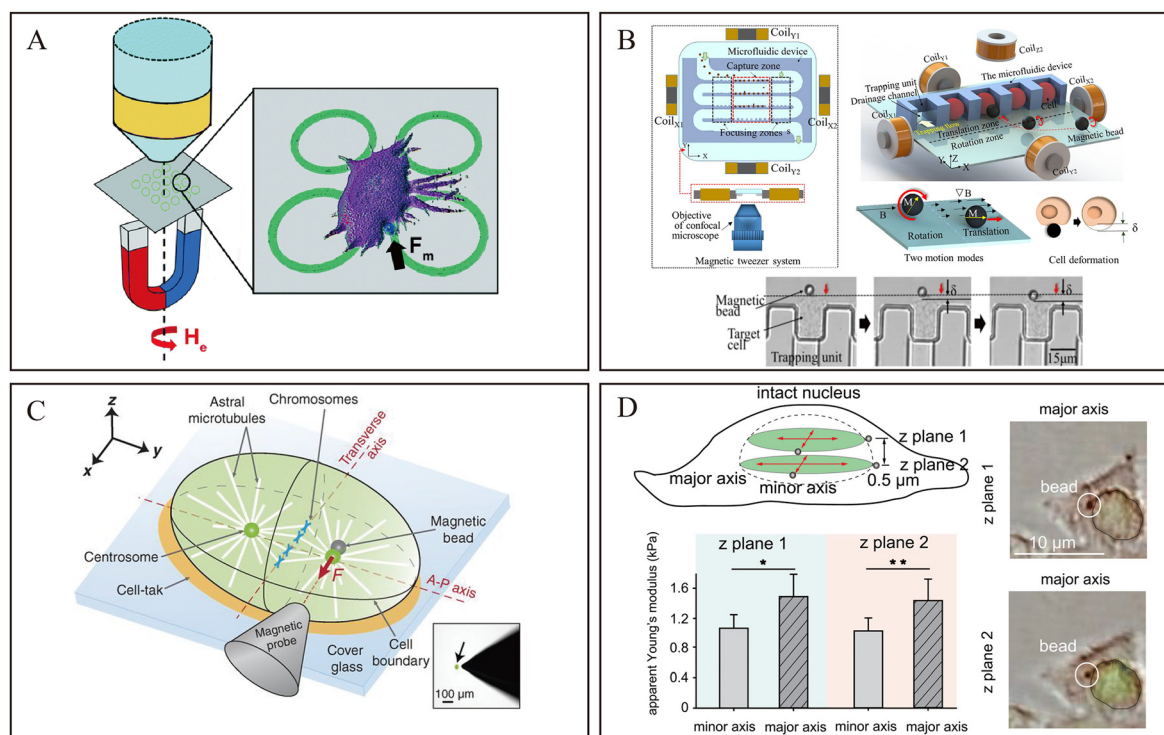 A
F
m
H
e
B
Coil Y1
Microfluidic device
Capture zone
Coil X1
Coil X2
Focusing zones
s
Y
X
Coil Y2
Objective
of confocal
microscope
Magnetic tweezer system
Coil Z2
Coil Y1
The microfluidic device
Trapping unit
Drainage channel
Coil X2
Coil X1
Cell
Trapping flow
Translation zone
Rotation zone
Magnetic bead
Y
Z
X
Coil Y2
∇B
M
B
M
Rotation
Translation
δ
Two motion modes
Cell deformation
Magnetic
bead
Target
cell
Trapping unit
δ
δ
15μm
C
z
y
x
Astral
microtubules
Chromosomes
Transverse
axis
Magnetic
bead
Centrosome
F
Cell-tak
A-P axis
Magnetic
probe
Cell
boundary
Cover
glass
100 μm
D
intact nucleus
z plane 1
z plane 2
major axis
minor axis
0.5 μm
z plane 1
z plane 2
apparent Young's modulus (kPa)
1.6
1.2
0.8
0.4
0
*
**
minor axis
major axis
minor axis
major axis
major axis
z plane 1
bead
10 μm
major axis
z plane 2
bead